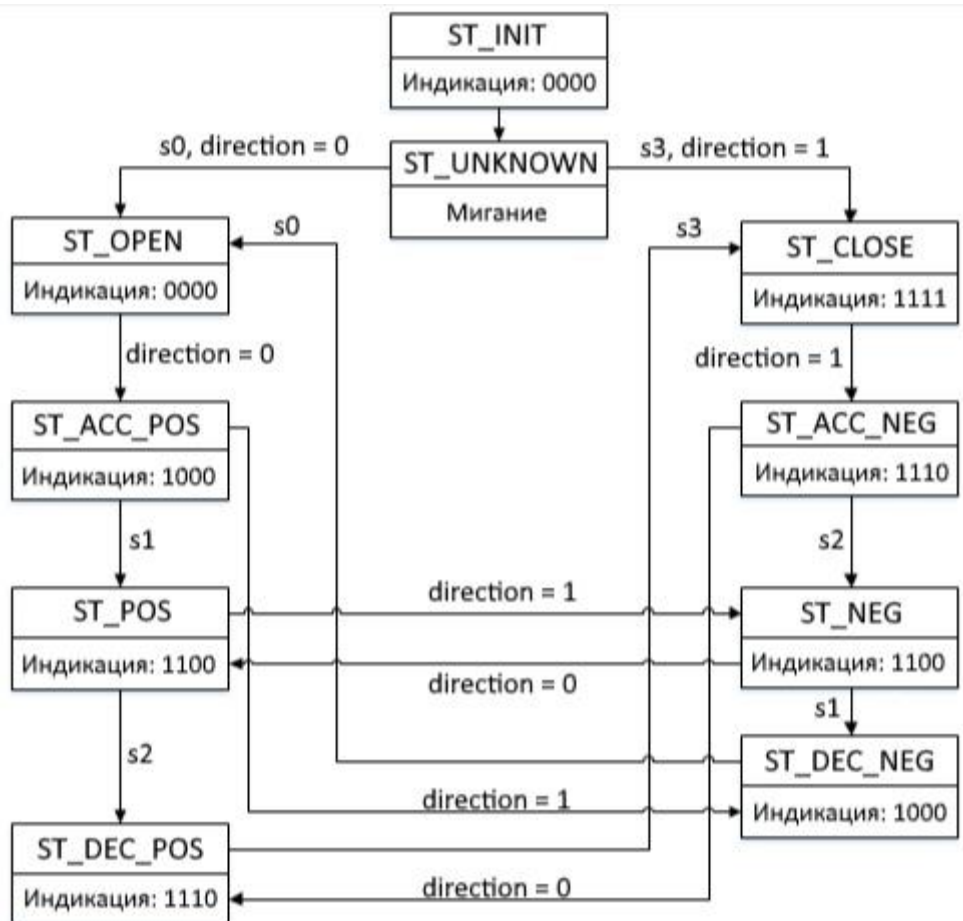 ST_INIT
Индикация: 0000
s0, direction = 0
ST_UNKNOWN
s3, direction = 1
Мигание
ST_OPEN
s0
s3
ST_CLOSE
Индикация: 0000
Индикация: 1111
direction = 0
direction = 1
ST_ACC_POS
ST_ACC_NEG
Индикация: 1000
Индикация: 1110
s1
s2
ST_POS
direction = 1
ST_NEG
Индикация: 1100
direction = 0
Индикация: 1100
s1
s2
ST_DEC_NEG
direction = 1
Индикация: 1000
ST_DEC_POS
direction = 0
Индикация: 1110